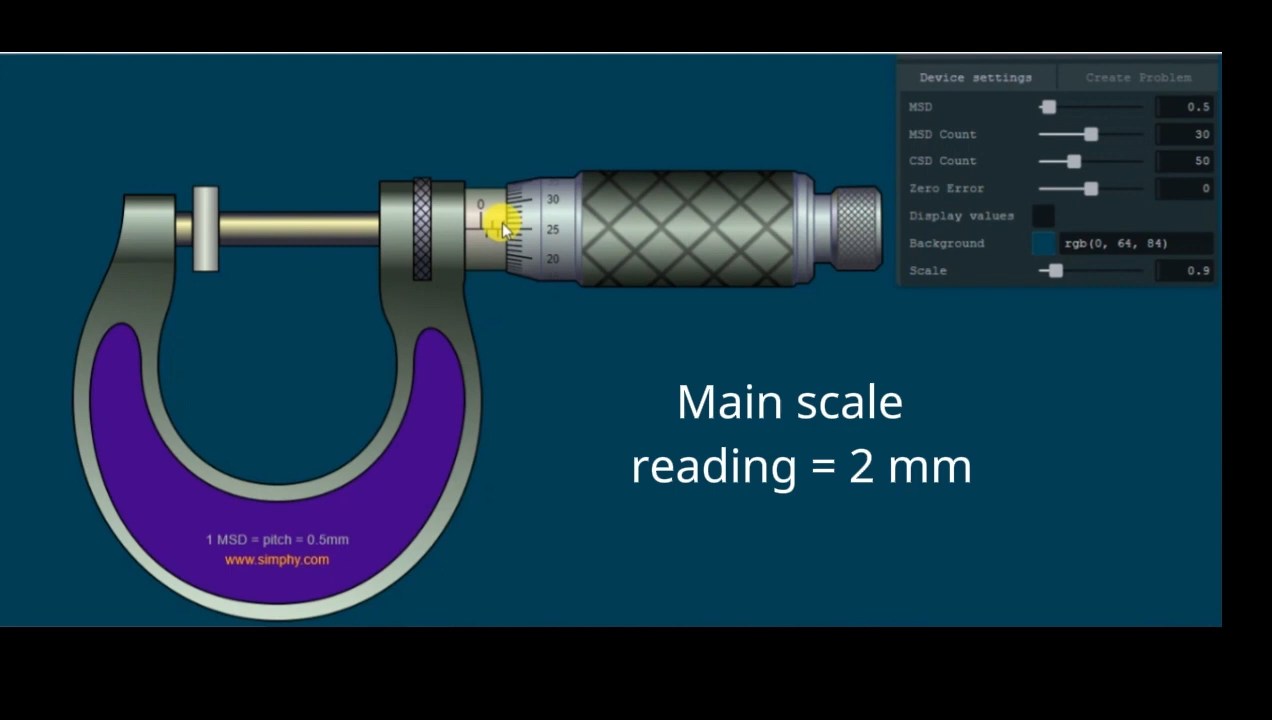 Device settings Create Problem
MSD 0.5
MSD Count 30
CSD Count 50
Zero Error 0
Display values
Background rgb(0, 64, 84)
Scale 0.9
0
30
25
20
Main scale
reading = 2 mm
1 MSD = pitch = 0.5mm
www.simphy.com